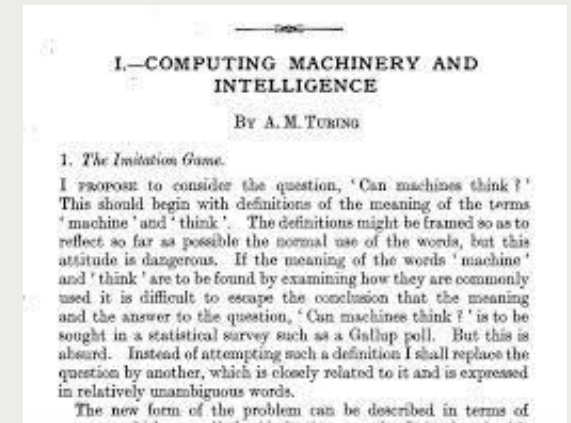 I.—COMPUTING MACHINERY AND
INTELLIGENCE
BY A. M. TURING
1. The Imitation Game.
I PROPOSE to consider the question, ' Can machines think ? '
This should begin with definitions of the meaning of the terms
' machine ' and ' think '. The definitions might be framed so as to
reflect so far as possible the normal use of the words, but this
attitude is dangerous. If the meaning of the words ' machine '
and ' think ' are to be found by examining how they are commonly
used it is difficult to escape the conclusion that the meaning
and the answer to the question, ' Can machines think ? ' is to be
sought in a statistical survey such as a Gallup poll. But this is
absurd. Instead of attempting such a definition I shall replace the
question by another, which is closely related to it and is expressed
in relatively unambiguous words.
The new form of the problem can be described in terms of